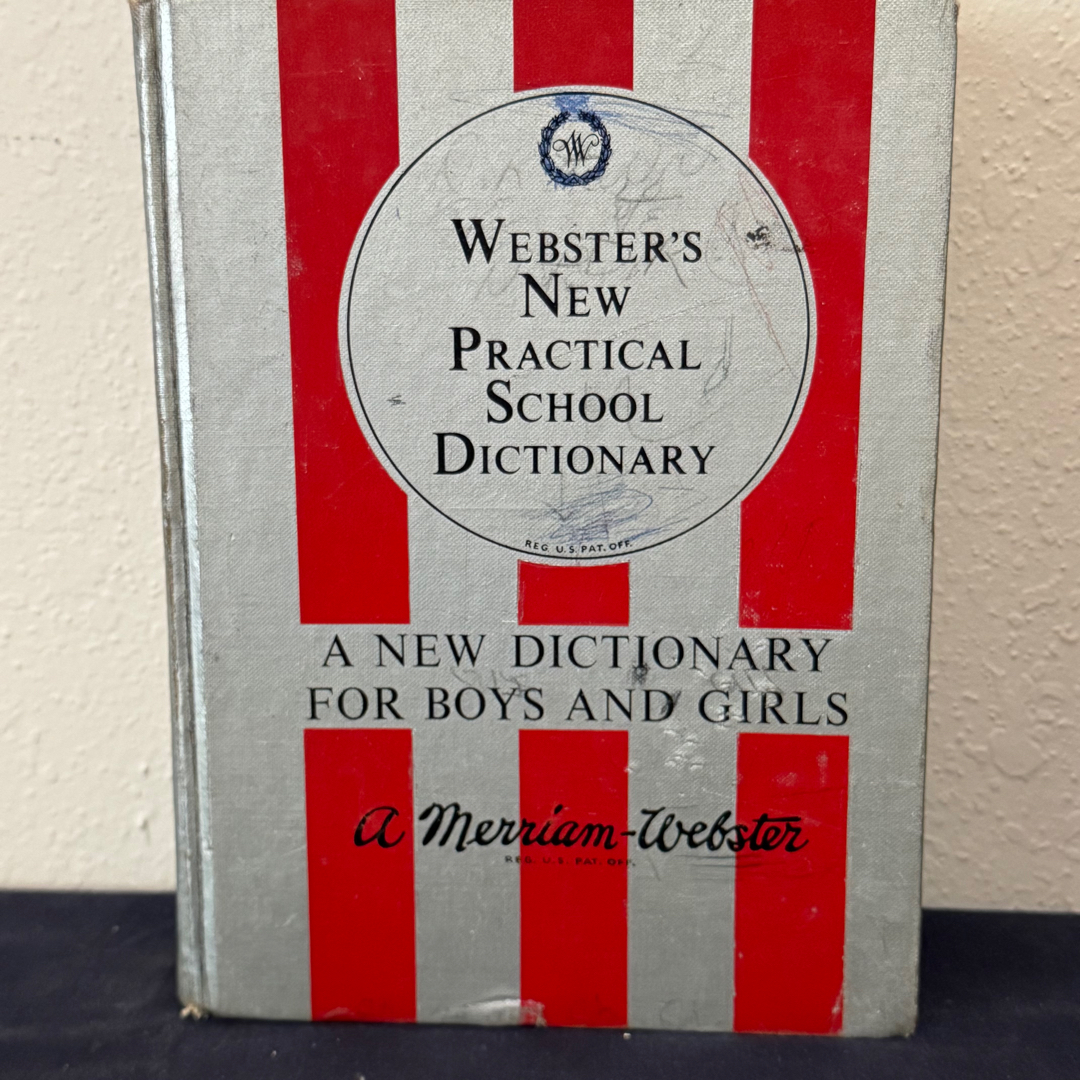 WEBSTER'S
NEW
PRACTICAL
SCHOOL
DICTIONARY
REG. U.S. PAT. OFF.
A NEW DICTIONARY
FOR BOYS AND GIRLS
a Merriam-Webster
REG. U.S. PAT. OFF.